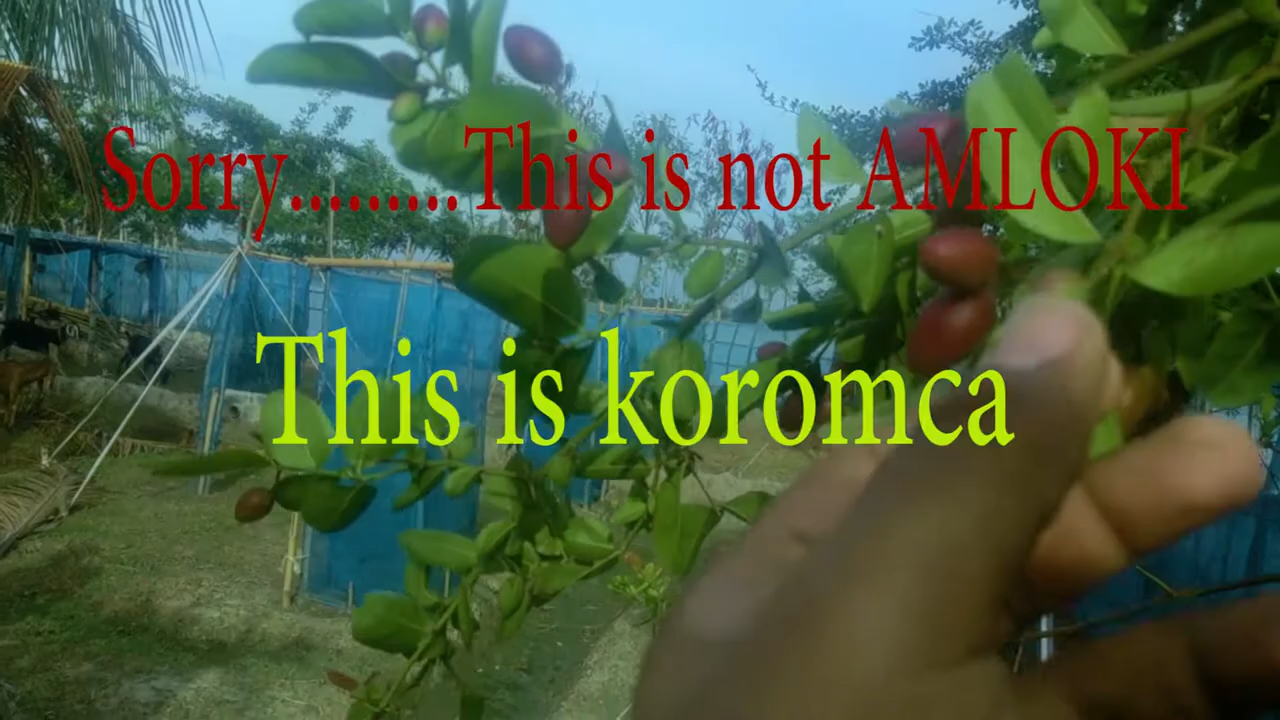 Sorry.........This is not AMLOKI
This is koromca